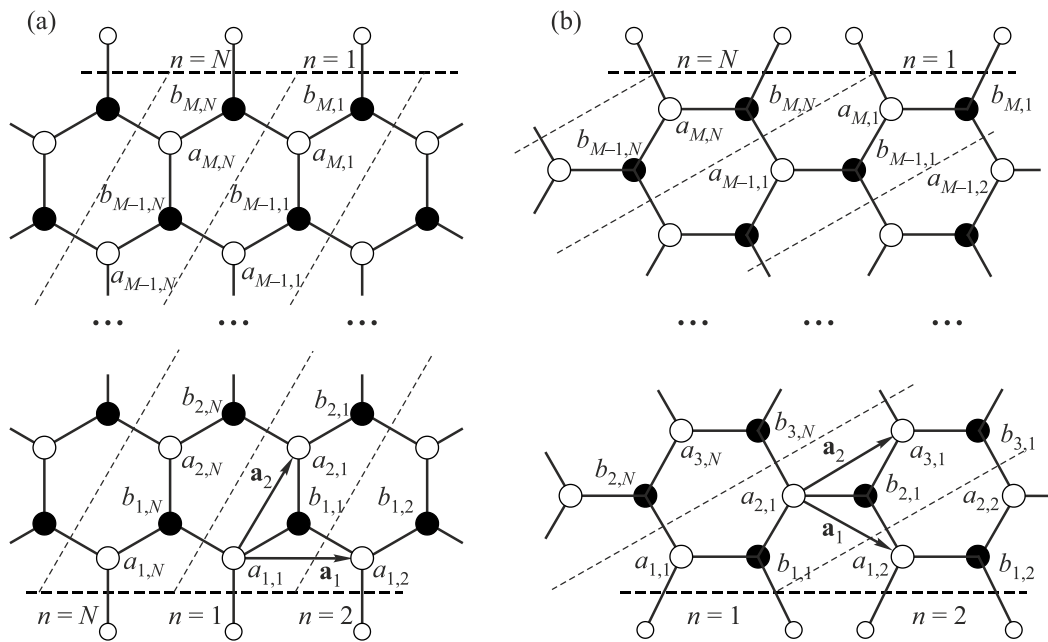 (a)
n = N
n = 1
b_{M,N}
b_{M,1}
a_{M,N}
a_{M,1}
b_{M–1,N}
b_{M–1,1}
a_{M–1,N}
a_{M–1,1}
...
...
...
b_{2,N}
b_{2,1}
a_{2,N}
a_2
a_{2,1}
b_{1,N}
b_{1,1}
b_{1,2}
a_{1,N}
a_{1,1}
a_1
a_{1,2}
n = N
n = 1
n = 2
(b)
n = N
n = 1
b_{M,N}
b_{M,1}
a_{M,N}
a_{M,1}
b_{M–1,N}
b_{M–1,1}
a_{M–1,1}
a_{M–1,2}
...
...
...
b_{3,N}
b_{3,1}
a_{3,N}
a_2
a_{3,1}
b_{2,N}
a_{2,1}
b_{2,1}
a_{2,2}
a_1
a_{1,1}
b_{1,1}
a_{1,2}
b_{1,2}
n = 1
n = 2